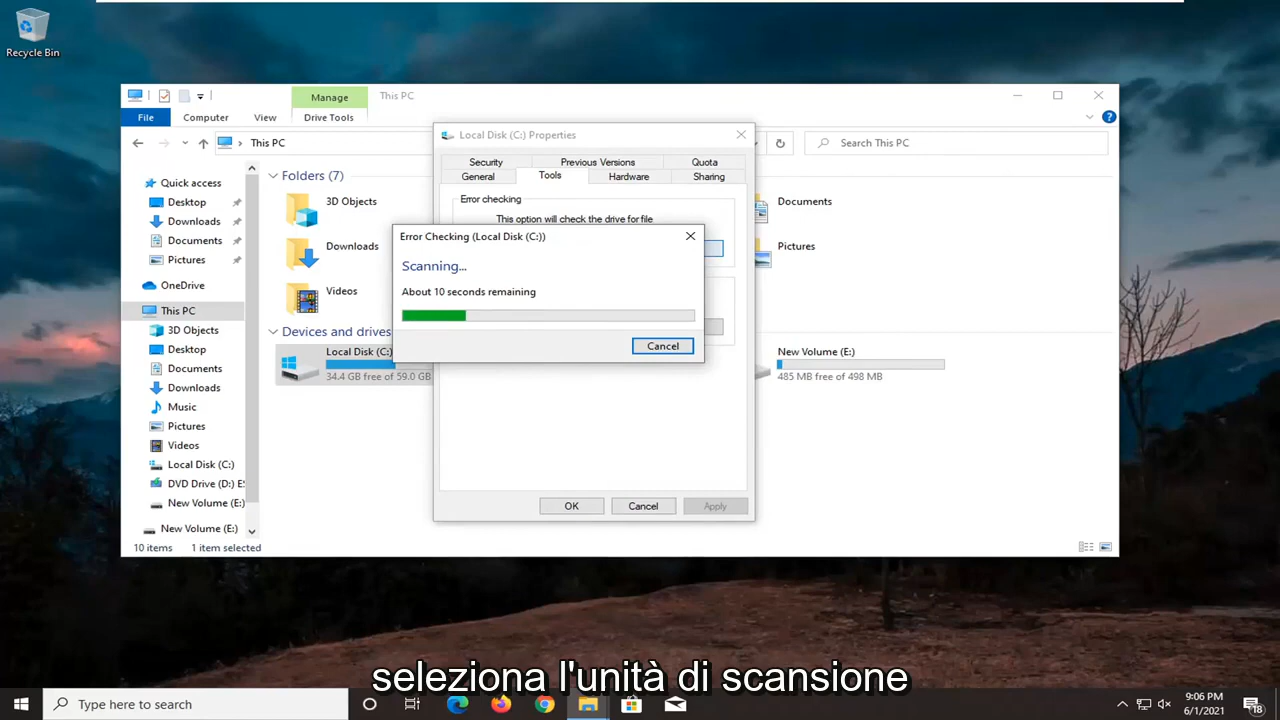 Recycle Bin
Manage
This PC
File
Computer
View
Drive Tools
This PC
Search This PC
Quick access
Desktop
Downloads
Documents
Pictures
OneDrive
This PC
3D Objects
Desktop
Documents
Downloads
Music
Pictures
Videos
Local Disk (C:)
DVD Drive (D:) ES
New Volume (E:)
New Volume (E:)
10 items
1 item selected
Folders (7)
3D Objects
Downloads
Videos
Documents
Pictures
Devices and drives
Local Disk (C:)
34.4 GB free of 59.0 GB
New Volume (E:)
485 MB free of 498 MB
Local Disk (C:) Properties
Security
Previous Versions
Quota
General
Tools
Hardware
Sharing
Error checking
This option will check the drive for file
Error Checking (Local Disk (C:))
Scanning...
About 10 seconds remaining
Cancel
OK
Cancel
Apply
seleziona l'unità di scansione
Type here to search
9:06 PM
6/1/2021
18